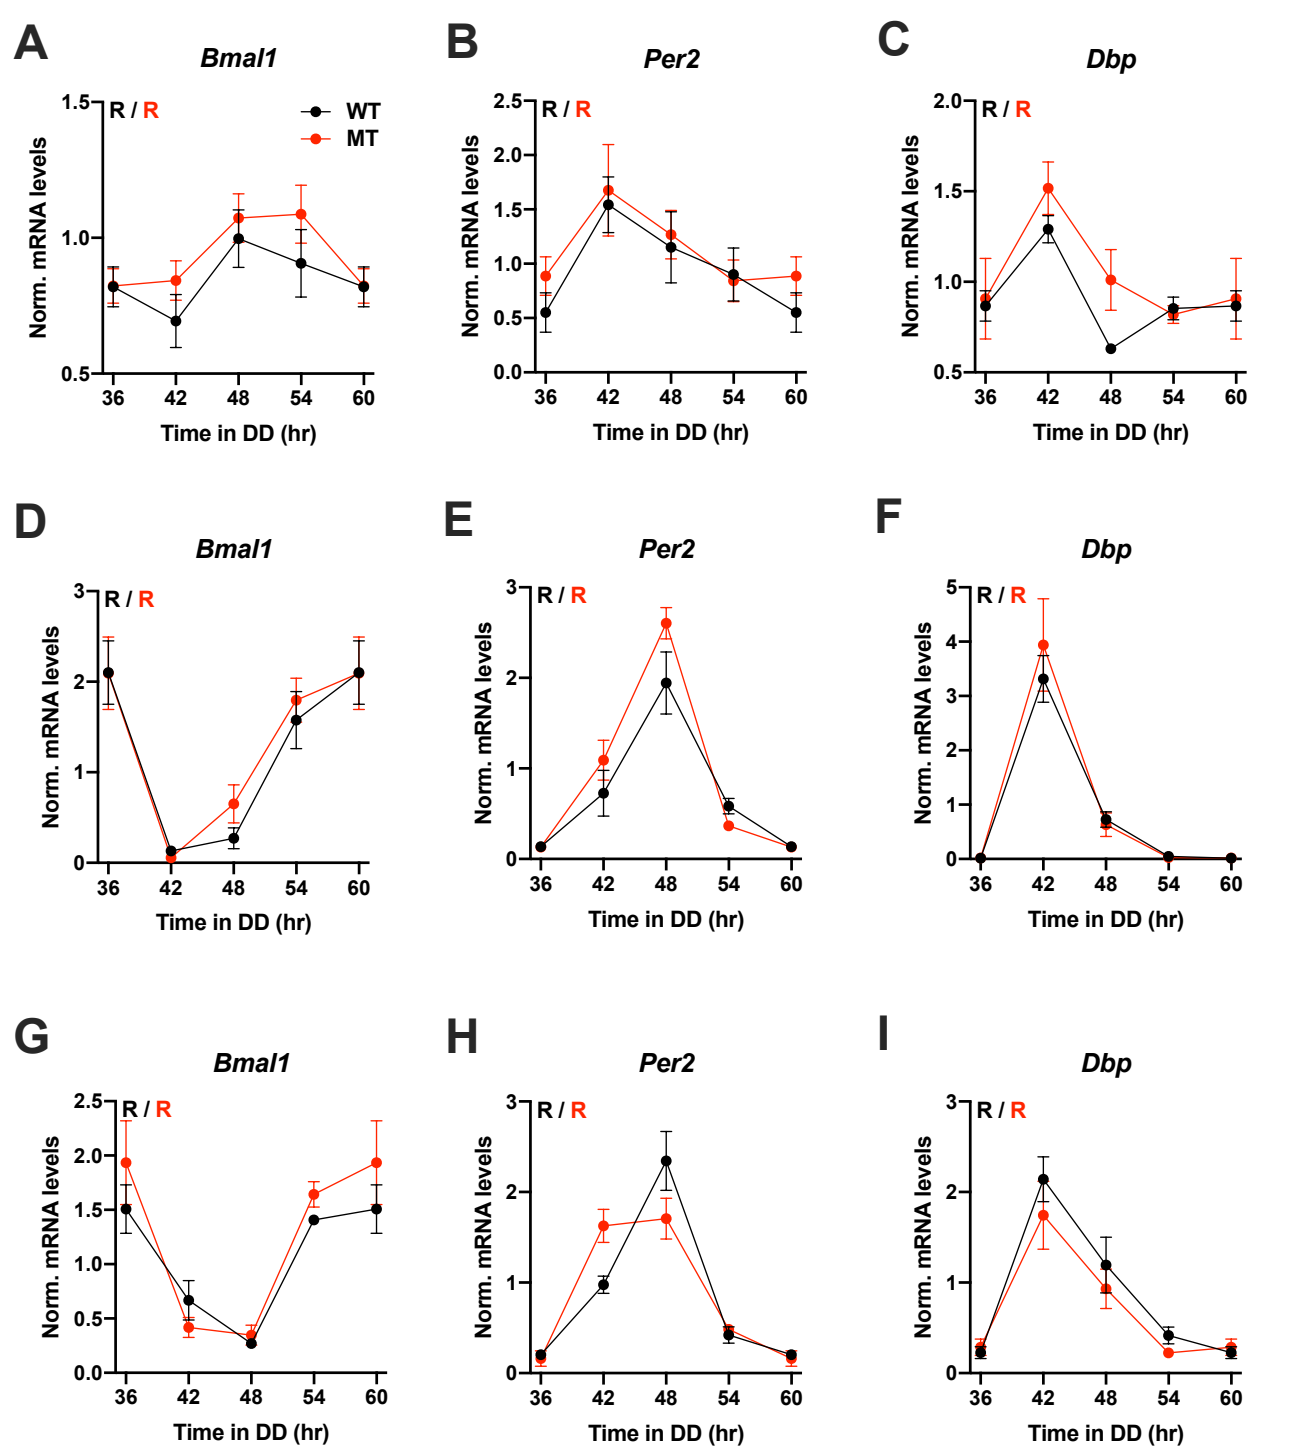 A
Bmal1
R / R
WT
MT
1.5
1.0
0.5
Norm. mRNA levels
36 42 48 54 60
Time in DD (hr)
B
Per2
R / R
2.5
2.0
1.5
1.0
0.5
0.0
Norm. mRNA levels
36 42 48 54 60
Time in DD (hr)
C
Dbp
R / R
2.0
1.5
1.0
0.5
Norm. mRNA levels
36 42 48 54 60
Time in DD (hr)
D
Bmal1
R / R
3
2
1
0
Norm. mRNA levels
36 42 48 54 60
Time in DD (hr)
E
Per2
R / R
3
2
1
0
Norm. mRNA levels
36 42 48 54 60
Time in DD (hr)
F
Dbp
R / R
5
4
3
2
1
0
Norm. mRNA levels
36 42 48 54 60
Time in DD (hr)
G
Bmal1
R / R
2.5
2.0
1.5
1.0
0.5
0.0
Norm. mRNA levels
36 42 48 54 60
Time in DD (hr)
H
Per2
R / R
3
2
1
0
Norm. mRNA levels
36 42 48 54 60
Time in DD (hr)
I
Dbp
R / R
3
2
1
0
Norm. mRNA levels
36 42 48 54 60
Time in DD (hr)